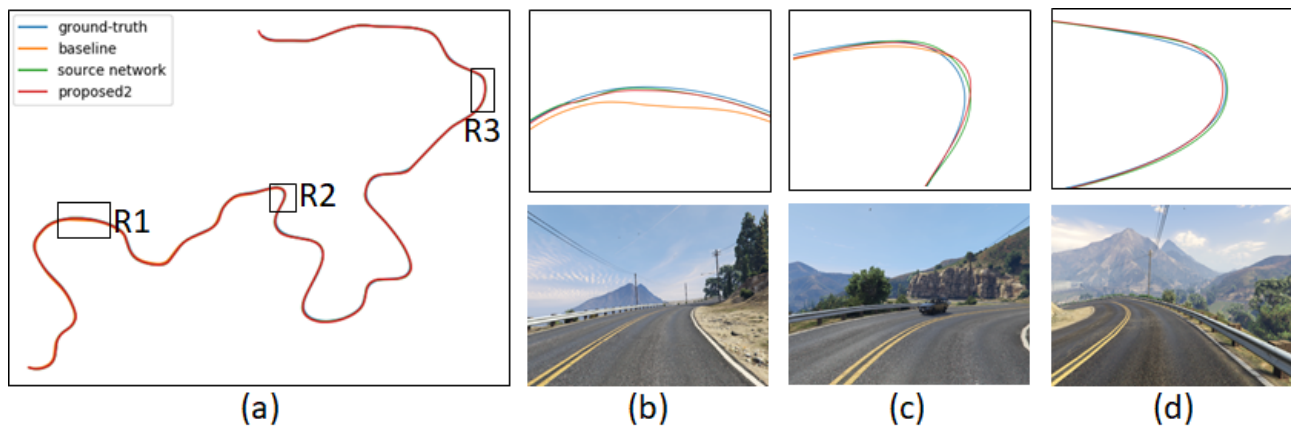 ground-truth
baseline
source network
proposed2
R3
R2
R1
(a)
(b)
(c)
(d)